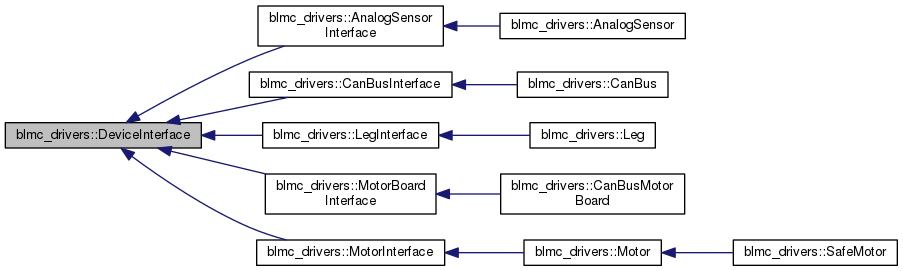 blmc_drivers::AnalogSensor
Interface
blmc_drivers::AnalogSensor
blmc_drivers::CanBusInterface
blmc_drivers::CanBus
blmc_drivers::DeviceInterface
blmc_drivers::LegInterface
blmc_drivers::Leg
blmc_drivers::MotorBoard
Interface
blmc_drivers::CanBusMotor
Board
blmc_drivers::MotorInterface
blmc_drivers::Motor
blmc_drivers::SafeMotor